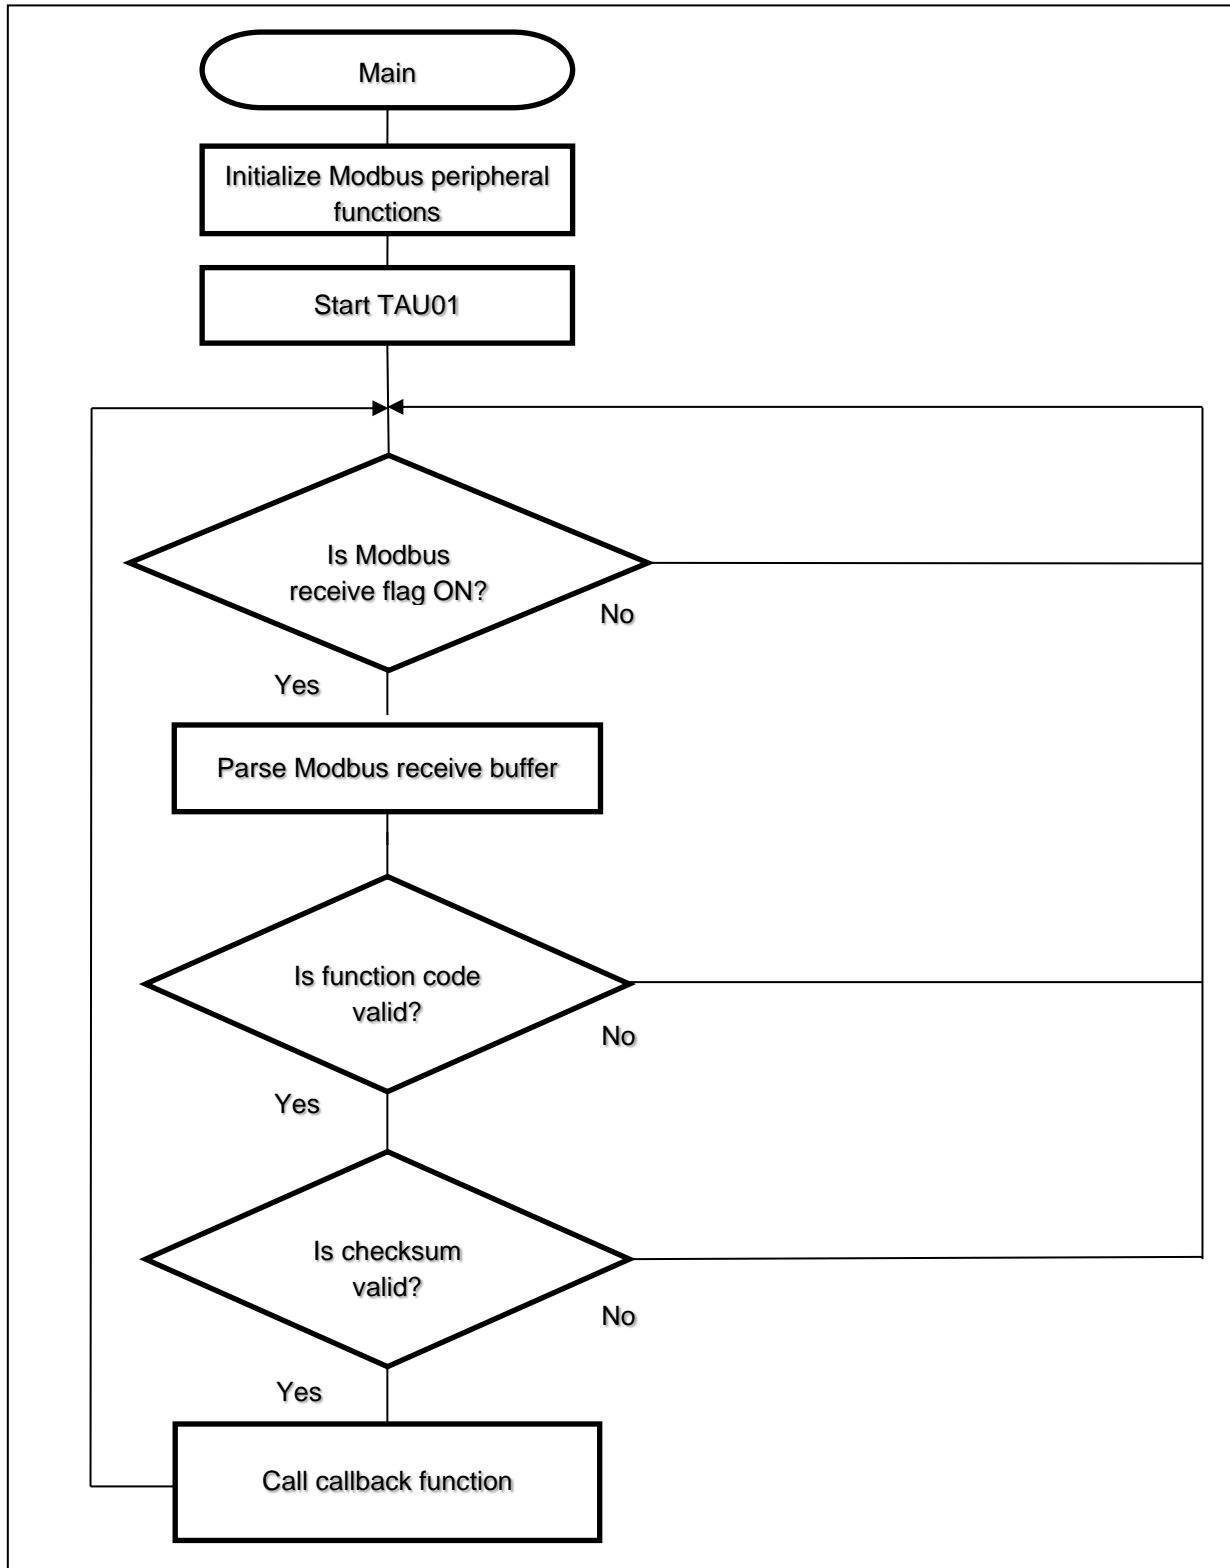 Main
Initialize Modbus peripheral
functions
Start TAU01
Is Modbus
receive flag ON?
No
Yes
Parse Modbus receive buffer
Is function code
valid?
No
Yes
Is checksum
valid?
No
Yes
Call callback function